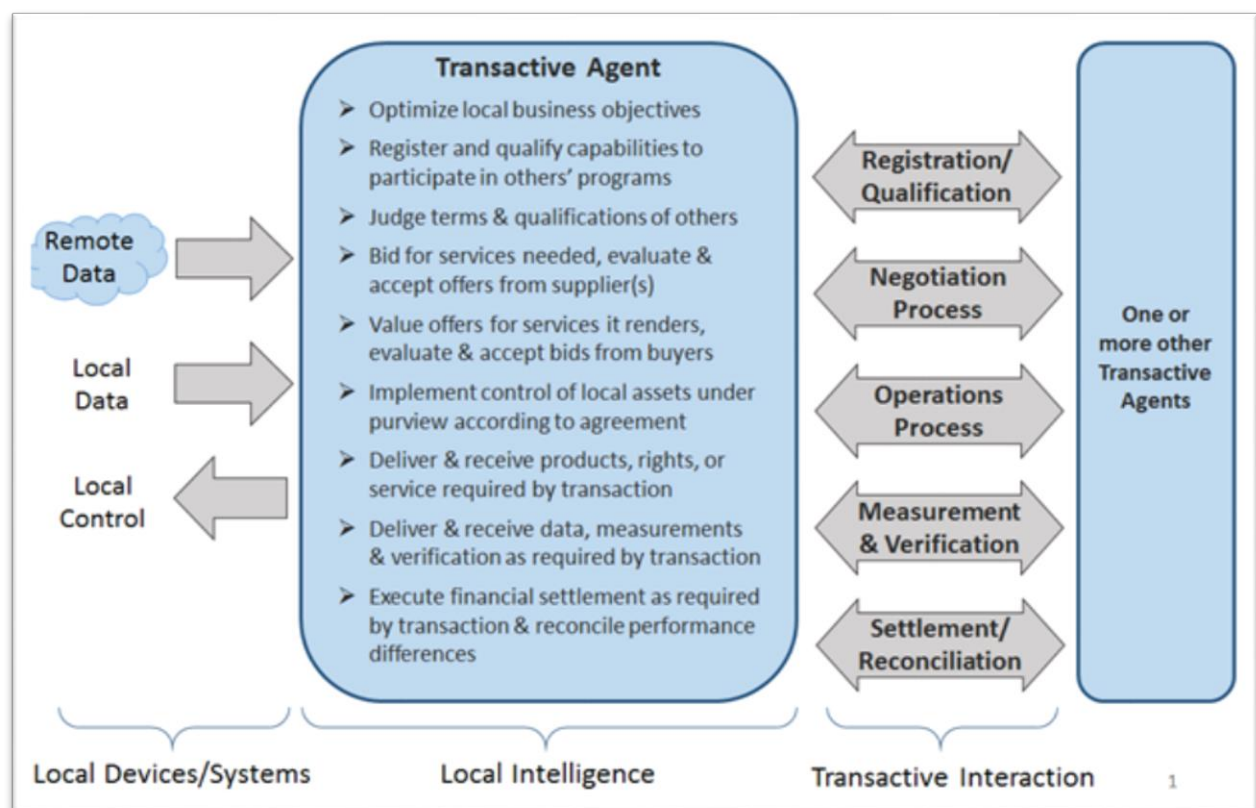 Transactive Agent
➤ Optimize local business objectives
➤ Register and qualify capabilities to
participate in others' programs
➤ Judge terms & qualifications of others
➤ Bid for services needed, evaluate &
accept offers from supplier(s)
➤ Value offers for services it renders,
evaluate & accept bids from buyers
➤ Implement control of local assets under
purview according to agreement
➤ Deliver & receive products, rights, or
service required by transaction
➤ Deliver & receive data, measurements
& verification as required by transaction
➤ Execute financial settlement as required
by transaction & reconcile performance
differences
Remote
Data
Local
Data
Local
Control
Registration/
Qualification
Negotiation
Process
Operations
Process
Measurement
& Verification
Settlement/
Reconciliation
One or
more other
Transactive
Agents
Local Devices/Systems
Local Intelligence
Transactive Interaction
1